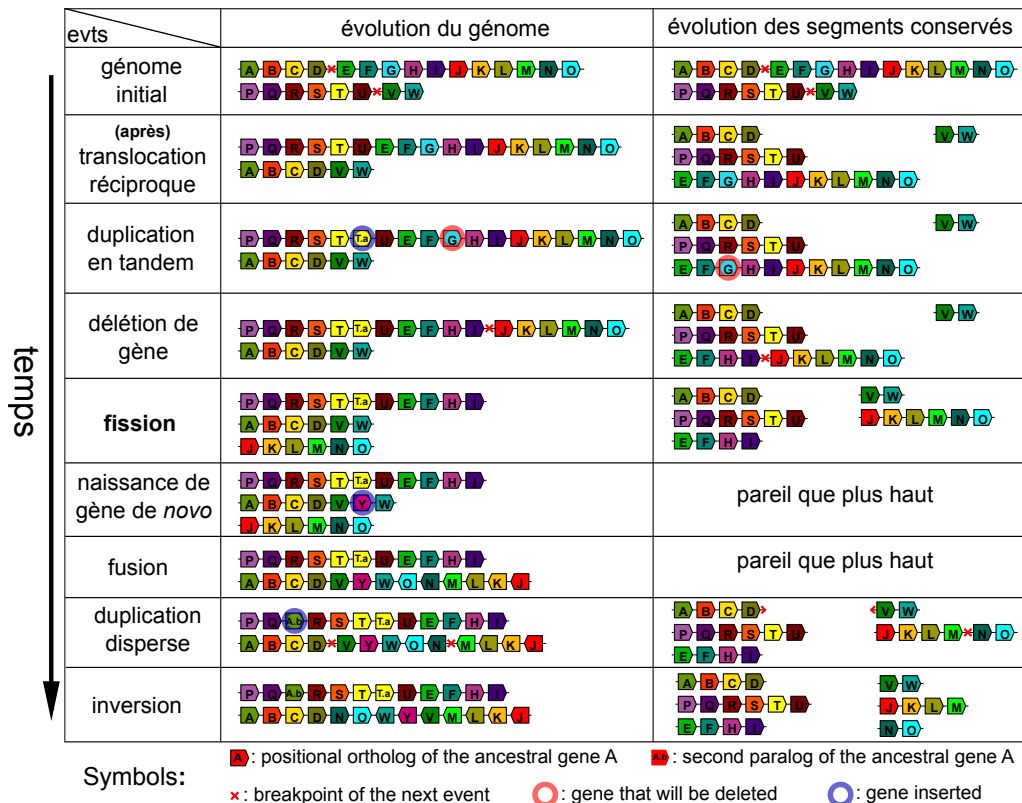 evts évolution du génome évolution des segments conservés
génome initial
A B C D × E F G H I J K L M N O
P Q R S T U × V W
A B C D × E F G H I J K L M N O
P Q R S T U × V W
(après)
translocation
réciproque
P Q R S T U E F G H I J K L M N O
A B C D V W
A B C D V W
P Q R S T U
E F G H I J K L M N O
duplication
en tandem
P Q R S T T.a U E F G H I J K L M N O
A B C D V W
A B C D V W
P Q R S T U
E F G H I J K L M N O
délétion de
gène
P Q R S T T.a U E F H I × J K L M N O
A B C D V W
A B C D V W
P Q R S T U
E F H I × J K L M N O
fission
P Q R S T T.a U E F H I
A B C D V W
J K L M N O
A B C D V W
P Q R S T U J K L M N O
E F H I
naissance de
gène de novo
P Q R S T T.a U E F H I
A B C D V Y W
J K L M N O
pareil que plus haut
fusion
P Q R S T T.a U E F H I
A B C D V Y W O N M L K J
pareil que plus haut
duplication
disperse
P Q A.b R S T T.a U E F H I
A B C D × V Y W O N × M L K J
A B C D V W
P Q R S T U J K L M × N O
E F H I
inversion
P Q A.b R S T T.a U E F H I
A B C D N O W Y V M L K J
A B C D V W
P Q R S T U J K L M
E F H I N O
temps
Symbols:
A : positional ortholog of the ancestral gene A
A.b : second paralog of the ancestral gene A
× : breakpoint of the next event
: gene that will be deleted
: gene inserted